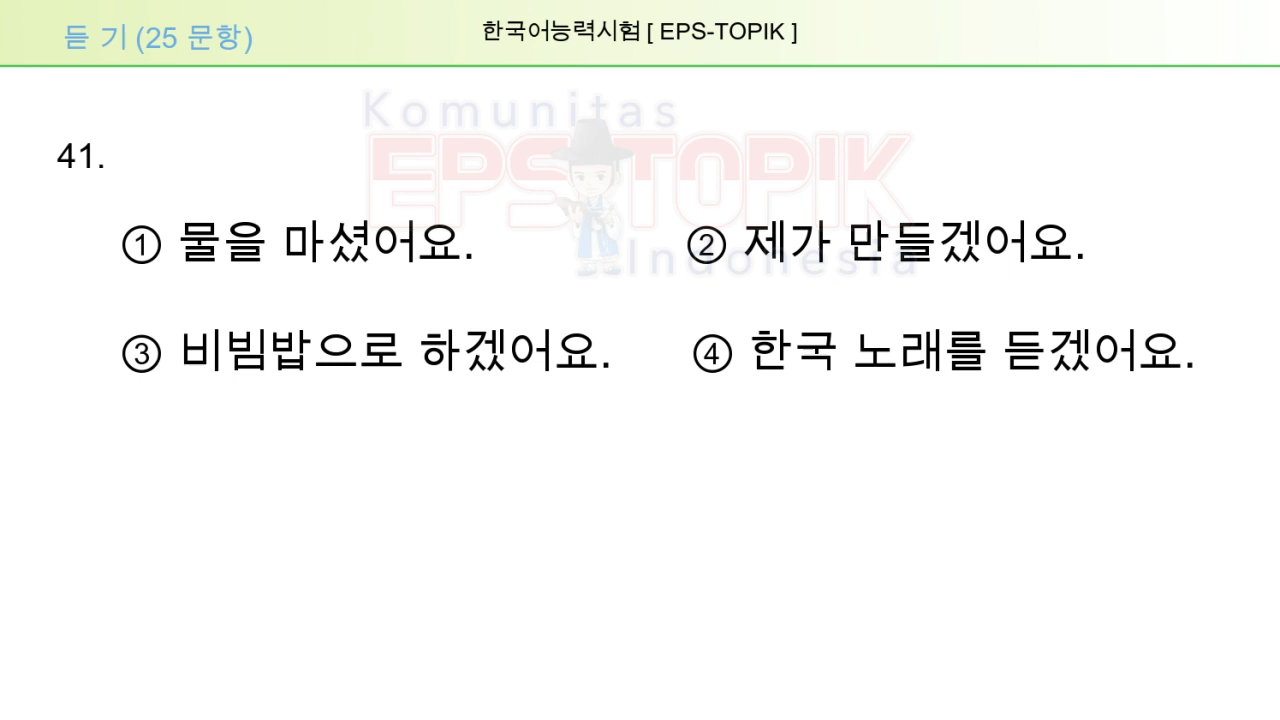 듣 기 (25 문항)
한국어능력시험 [ EPS-TOPIK ]
Komunitas
EPS TOPIK
Indonesia
41.
① 물을 마셨어요.
② 제가 만들겠어요.
③ 비빔밥으로 하겠어요.
④ 한국 노래를 듣겠어요.